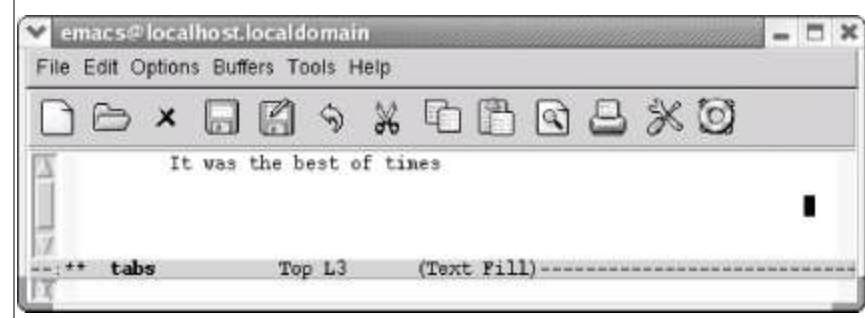 emacs@localhost.localdomain
File Edit Options Buffers Tools Help
It was the best of times
--:** tabs Top L3 (Text Fill)----------------------------